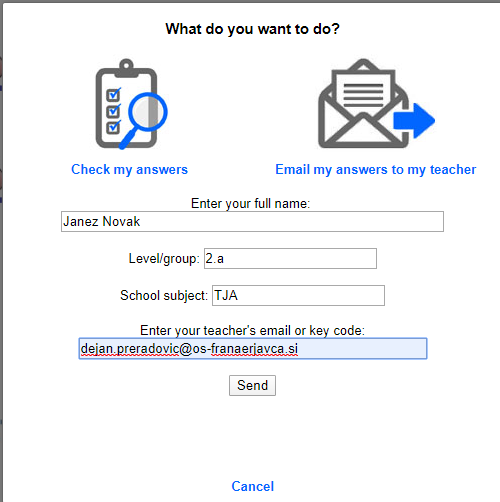 What do you want to do?
Check my answers
Email my answers to my teacher
Enter your full name:
Janez Novak
Level/group: 2.a
School subject: TJA
Enter your teacher's email or key code:
dejan.preradovic@os-franaerjavca.si
Send
Cancel